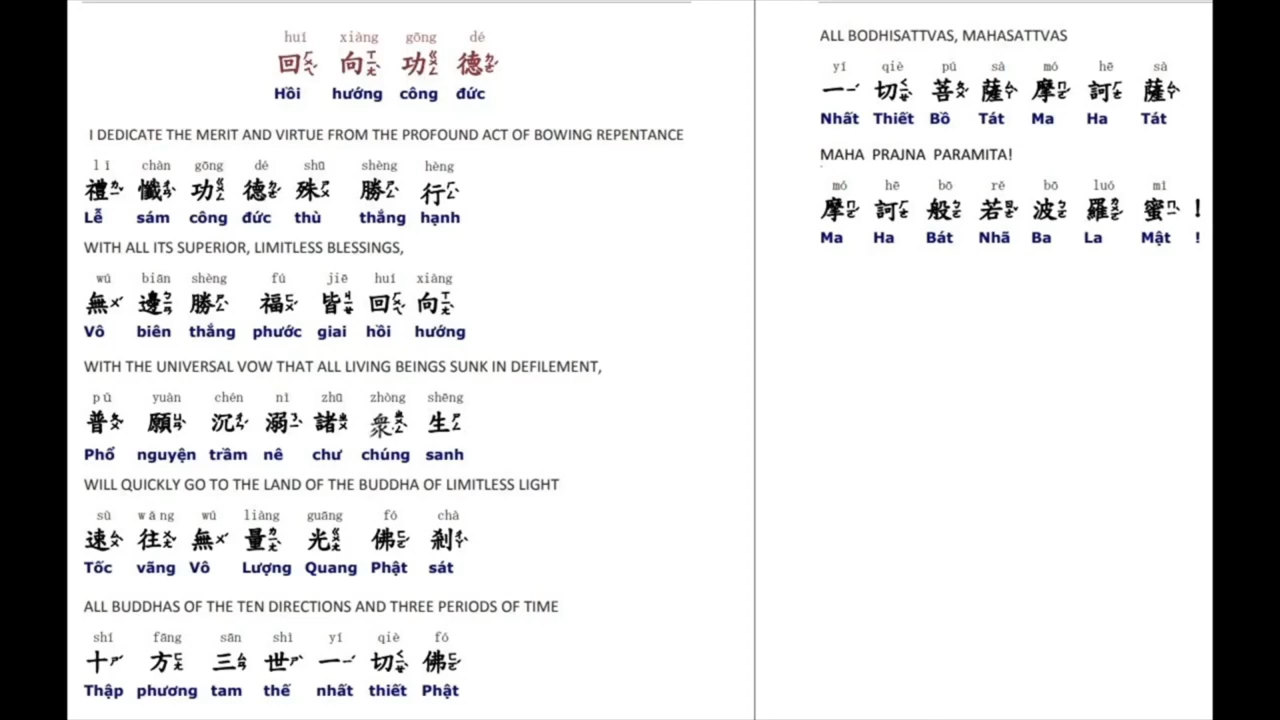 huí xiàng gōng dé
回 向 功 德
Hồi hướng công đức
I DEDICATE THE MERIT AND VIRTUE FROM THE PROFOUND ACT OF BOWING REPENTANCE
lǐ chàn gōng dé shū shèng hèng
禮 懺 功 德 殊 勝 行
Lễ sám công đức thù thắng hạnh
WITH ALL ITS SUPERIOR, LIMITLESS BLESSINGS,
wú biān shèng fú jiē huí xiàng
無 邊 勝 福 皆 回 向
Vô biên thắng phước giai hồi hướng
WITH THE UNIVERSAL VOW THAT ALL LIVING BEINGS SUNK IN DEFILEMENT,
pǔ yuàn chén nì zhū zhòng shēng
普 願 沉 溺 諸 衆 生
Phổ nguyện trầm nê chư chúng sanh
WILL QUICKLY GO TO THE LAND OF THE BUDDHA OF LIMITLESS LIGHT
sù wǎng wú liàng guāng fó chà
速 往 無 量 光 佛 剎
Tốc vãng Vô Lượng Quang Phật sát
ALL BUDDHAS OF THE TEN DIRECTIONS AND THREE PERIODS OF TIME
shí fāng sān shì yí qiè fó
十 方 三 世 一 切 佛
Thập phương tam thế nhất thiết Phật
ALL BODHISATTVAS, MAHASATTVAS
yí qiè pú sà mó hē sà
一 切 菩 薩 摩 訶 薩
Nhất Thiết Bồ Tát Ma Ha Tát
MAHA PRAJNA PARAMITA!
mó hē bō rě bō luó mì
摩 訶 般 若 波 羅 蜜 !
Ma Ha Bát Nhã Ba La Mật !